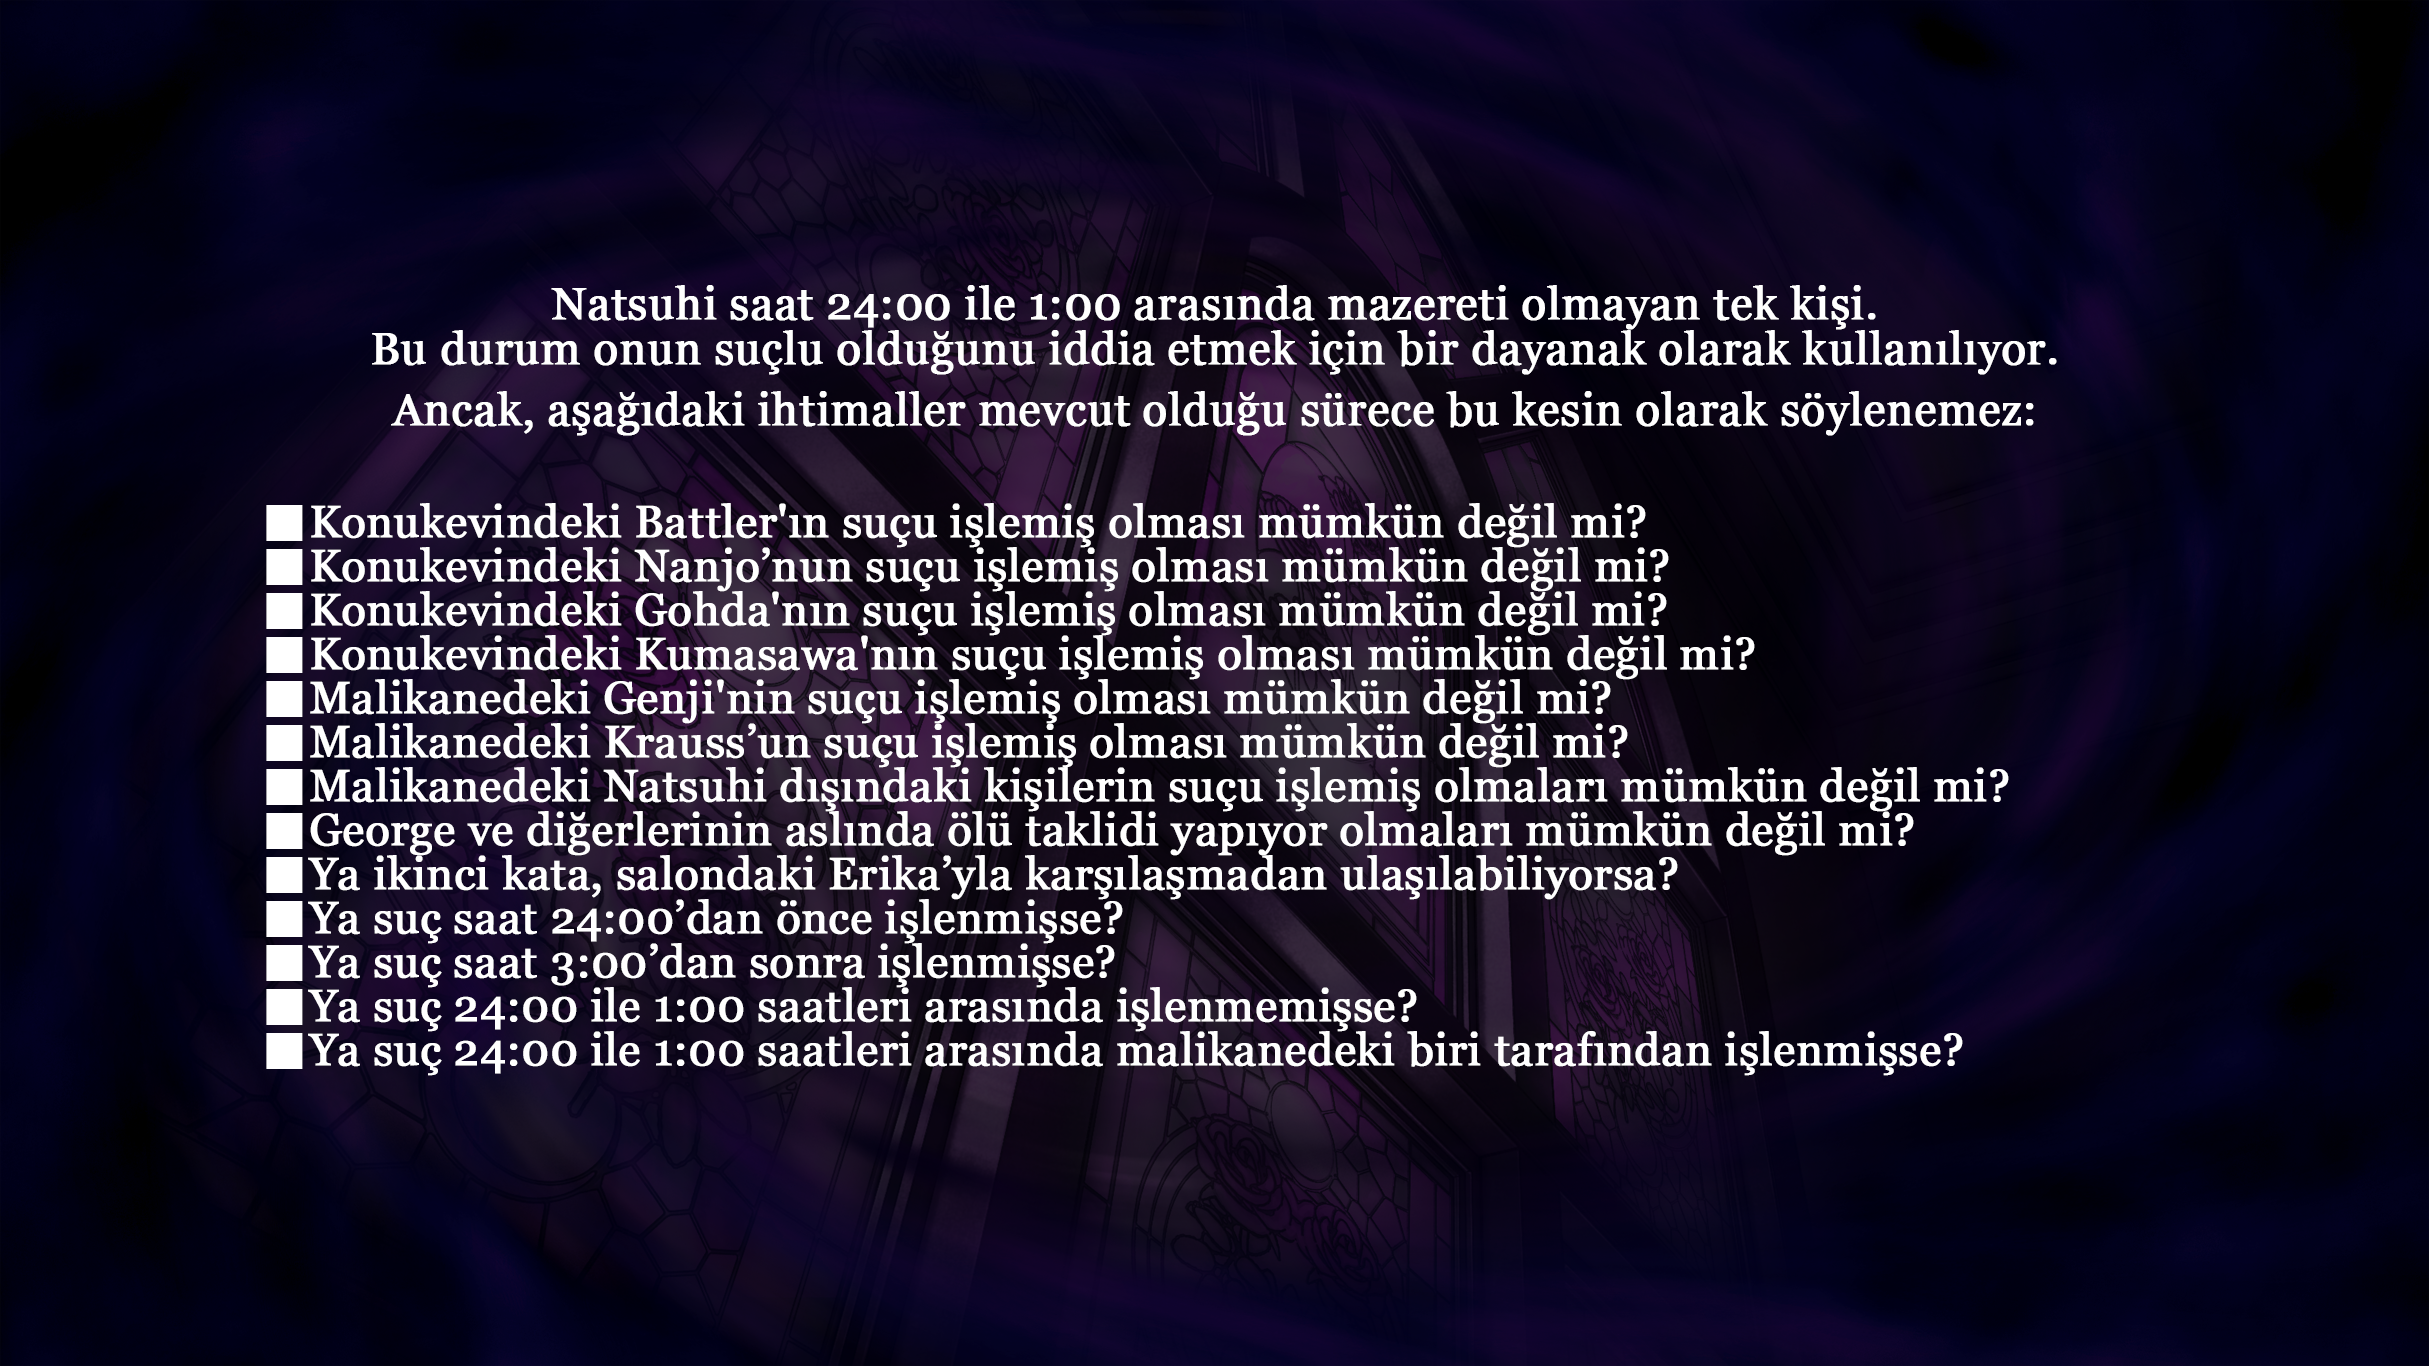 Natsuhi saat 24:00 ile 1:00 arasında mazereti olmayan tek kişi.
Bu durum onun suçlu olduğunu iddia etmek için bir dayanak olarak kullanılıyor.
Ancak, aşağıdaki ihtimaller mevcut olduğu sürece bu kesin olarak söylenemez:
■Konukevindeki Battler'ın suçu işlemiş olması mümkün değil mi?
■Konukevindeki Nanjo’nun suçu işlemiş olması mümkün değil mi?
■Konukevindeki Gohda'nın suçu işlemiş olması mümkün değil mi?
■Konukevindeki Kumasawa'nın suçu işlemiş olması mümkün değil mi?
■Malikanedeki Genji'nin suçu işlemiş olması mümkün değil mi?
■Malikanedeki Krauss’un suçu işlemiş olması mümkün değil mi?
■Malikanedeki Natsuhi dışındaki kişilerin suçu işlemiş olmaları mümkün değil mi?
■George ve diğerlerinin aslında ölü taklidi yapıyor olmaları mümkün değil mi?
■Ya ikinci kata, salondaki Erika’yla karşılaşmadan ulaşılabiliyorsa?
■Ya suç saat 24:00’dan önce işlenmişse?
■Ya suç saat 3:00’dan sonra işlenmişse?
■Ya suç 24:00 ile 1:00 saatleri arasında işlenmemişse?
■Ya suç 24:00 ile 1:00 saatleri arasında malikanedeki biri tarafından işlenmişse?